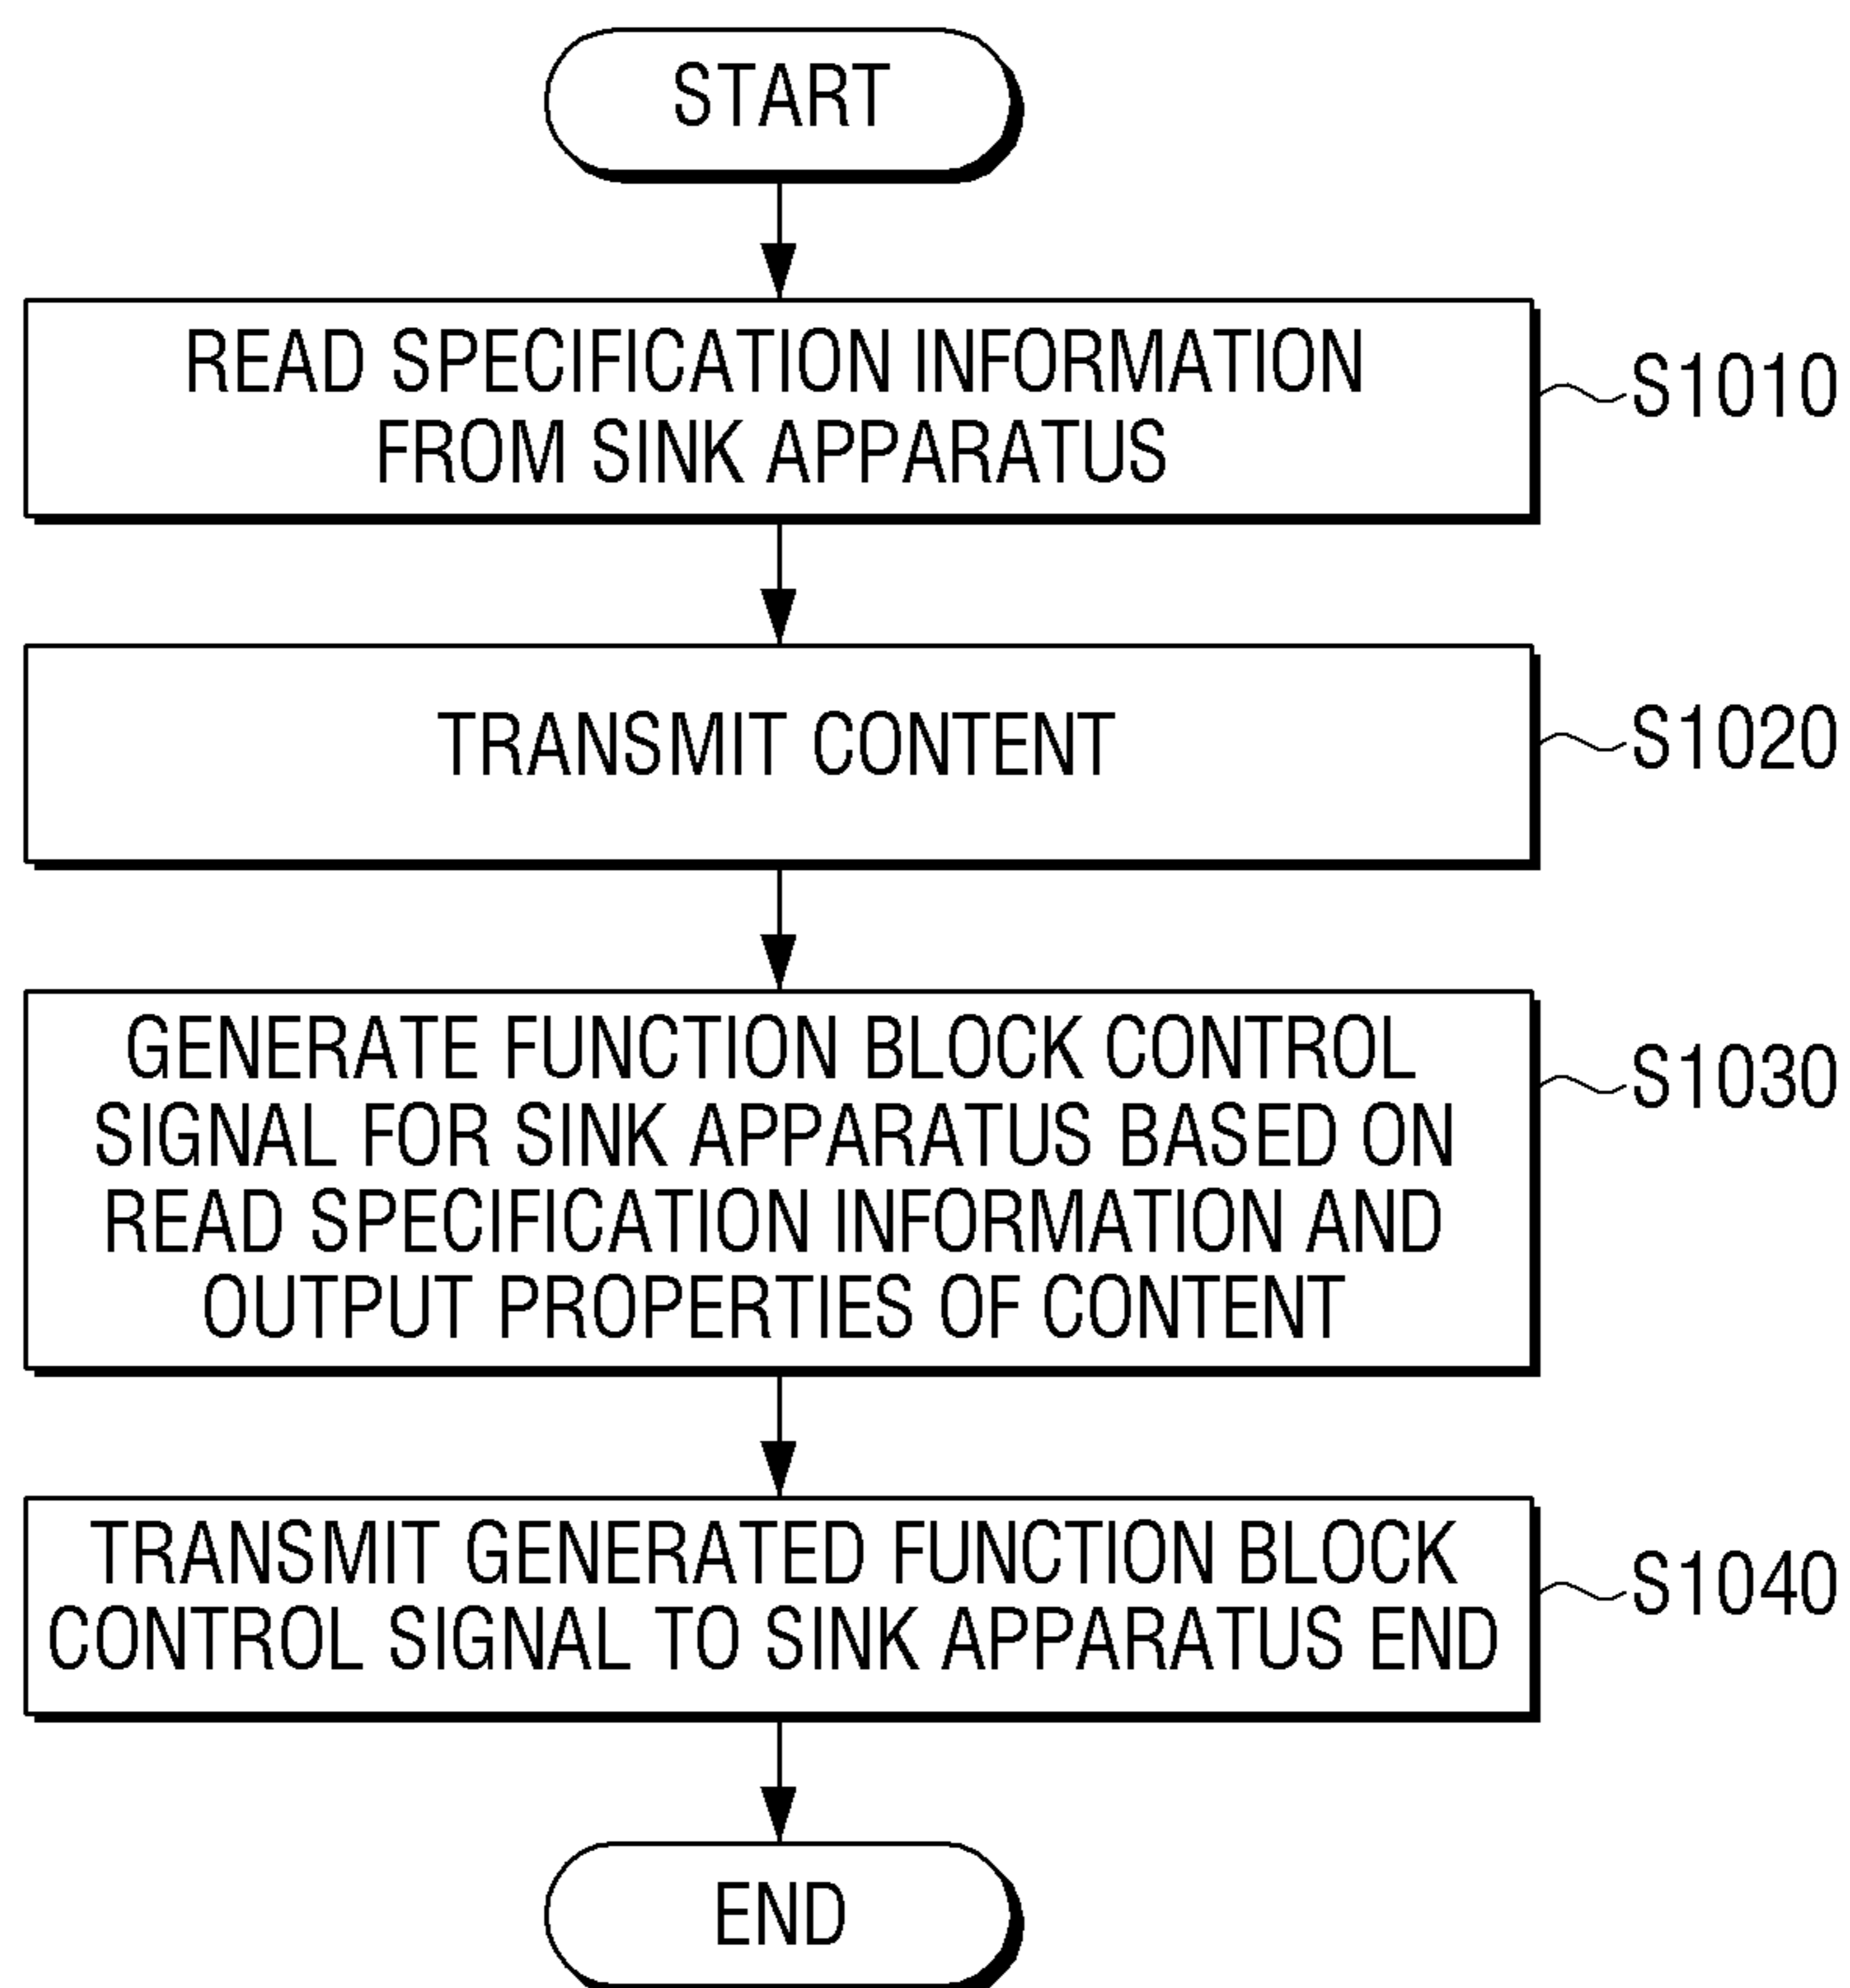 START
READ SPECIFICATION INFORMATION
FROM SINK APPARATUS
S1010
TRANSMIT CONTENT
S1020
GENERATE FUNCTION BLOCK CONTROL
SIGNAL FOR SINK APPARATUS BASED ON
READ SPECIFICATION INFORMATION AND
OUTPUT PROPERTIES OF CONTENT
S1030
TRANSMIT GENERATED FUNCTION BLOCK
CONTROL SIGNAL TO SINK APPARATUS END
S1040
END